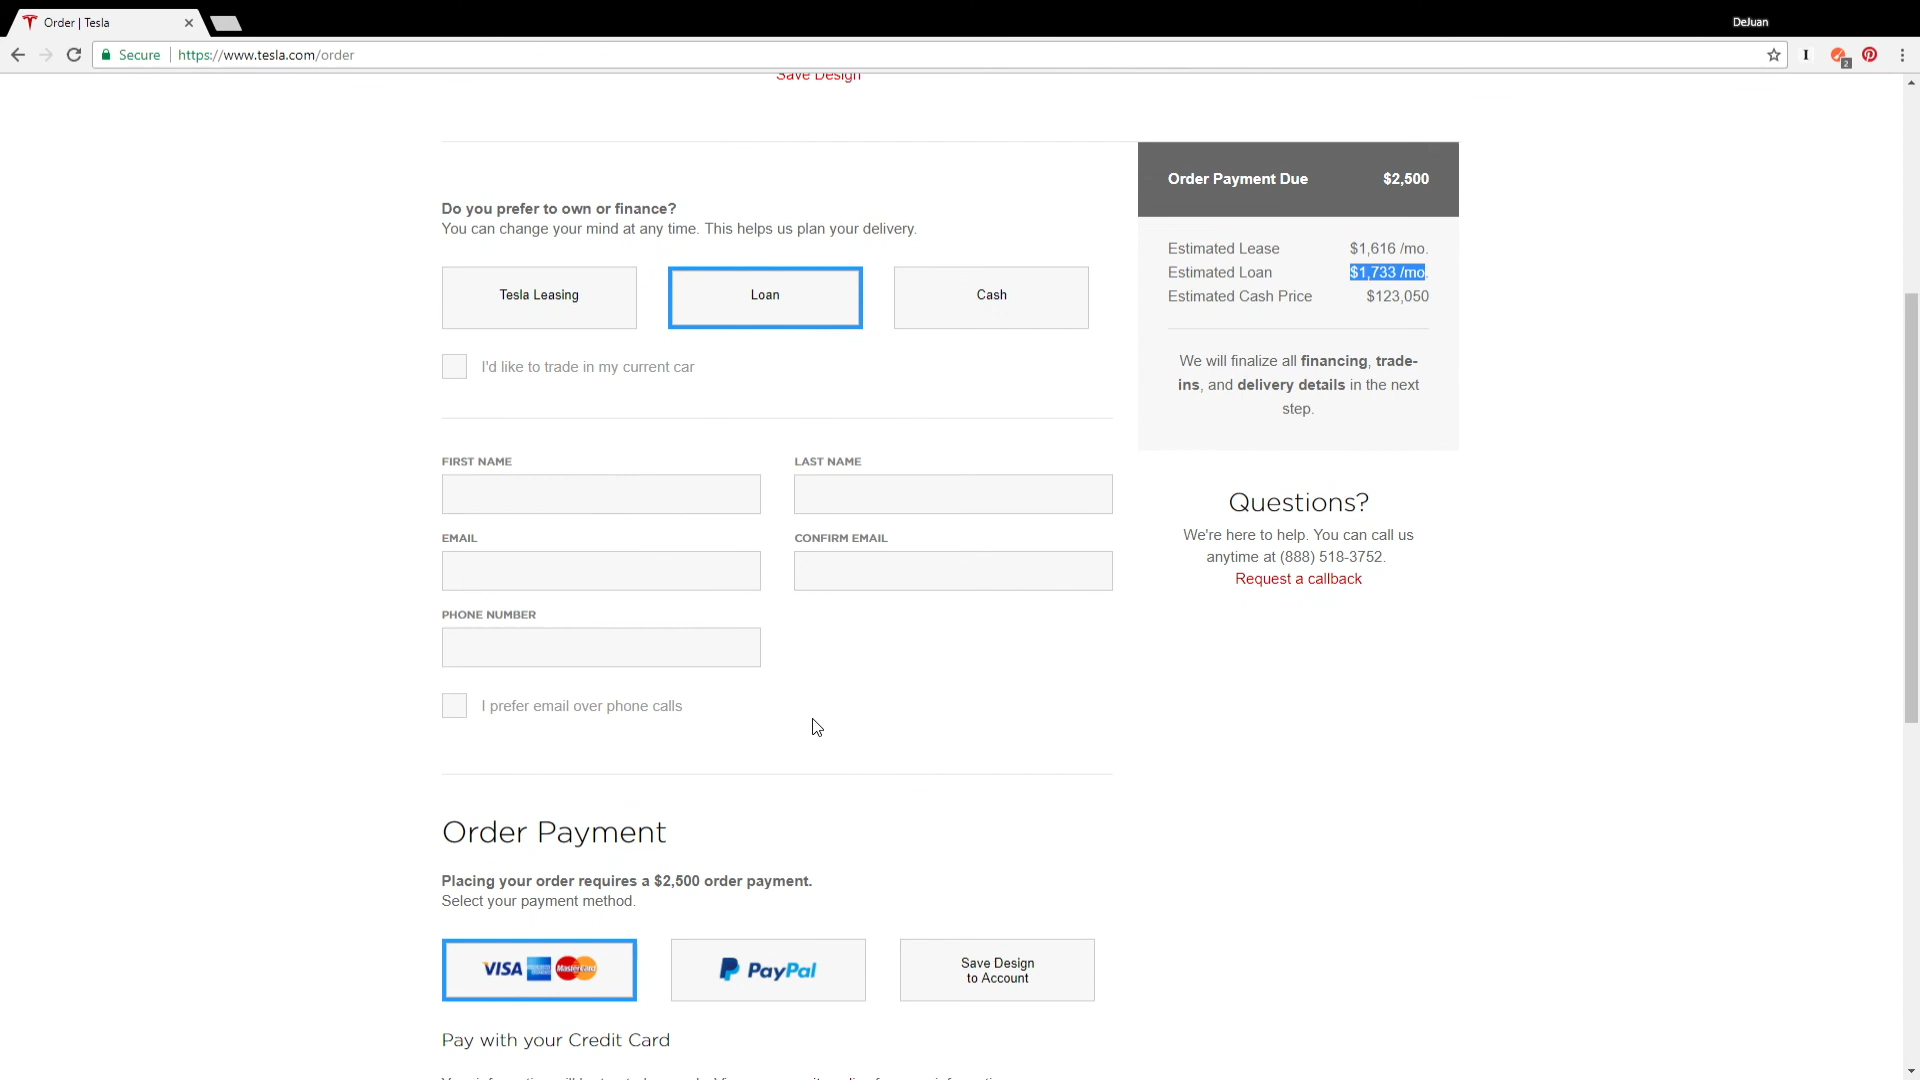 Order | Tesla
DeJuan
Secure https://www.tesla.com/order
I
2
Save Design
Do you prefer to own or finance?
You can change your mind at any time. This helps us plan your delivery.
Tesla Leasing
Loan
Cash
I'd like to trade in my current car
FIRST NAME
LAST NAME
EMAIL
CONFIRM EMAIL
PHONE NUMBER
I prefer email over phone calls
Order Payment Due $2,500
Estimated Lease $1,616 /mo.
Estimated Loan $1,733 /mo.
Estimated Cash Price $123,050
We will finalize all financing, trade-
ins, and delivery details in the next
step.
Questions?
We're here to help. You can call us
anytime at (888) 518-3752.
Request a callback
Order Payment
Placing your order requires a $2,500 order payment.
Select your payment method.
VISA AMERICAN EXPRESS MasterCard
PayPal
Save Design
to Account
Pay with your Credit Card